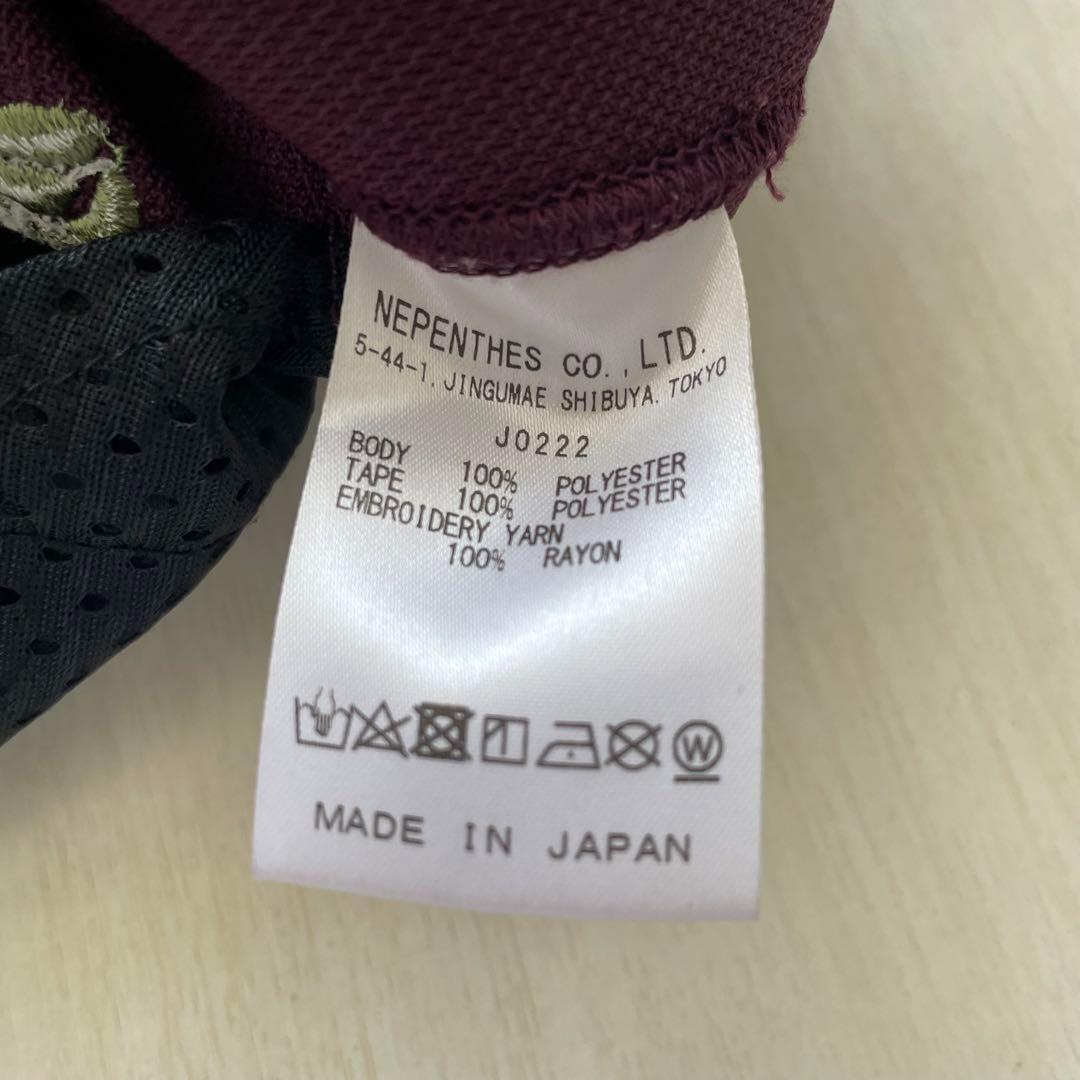 NEPENTHES CO., LTD.
5-44-1, JINGUMAE SHIBUYA. TOKYO
J0222
BODY 100% POLYESTER
TAPE 100% POLYESTER
EMBROIDERY YARN
100% RAYON
W
MADE IN JAPAN